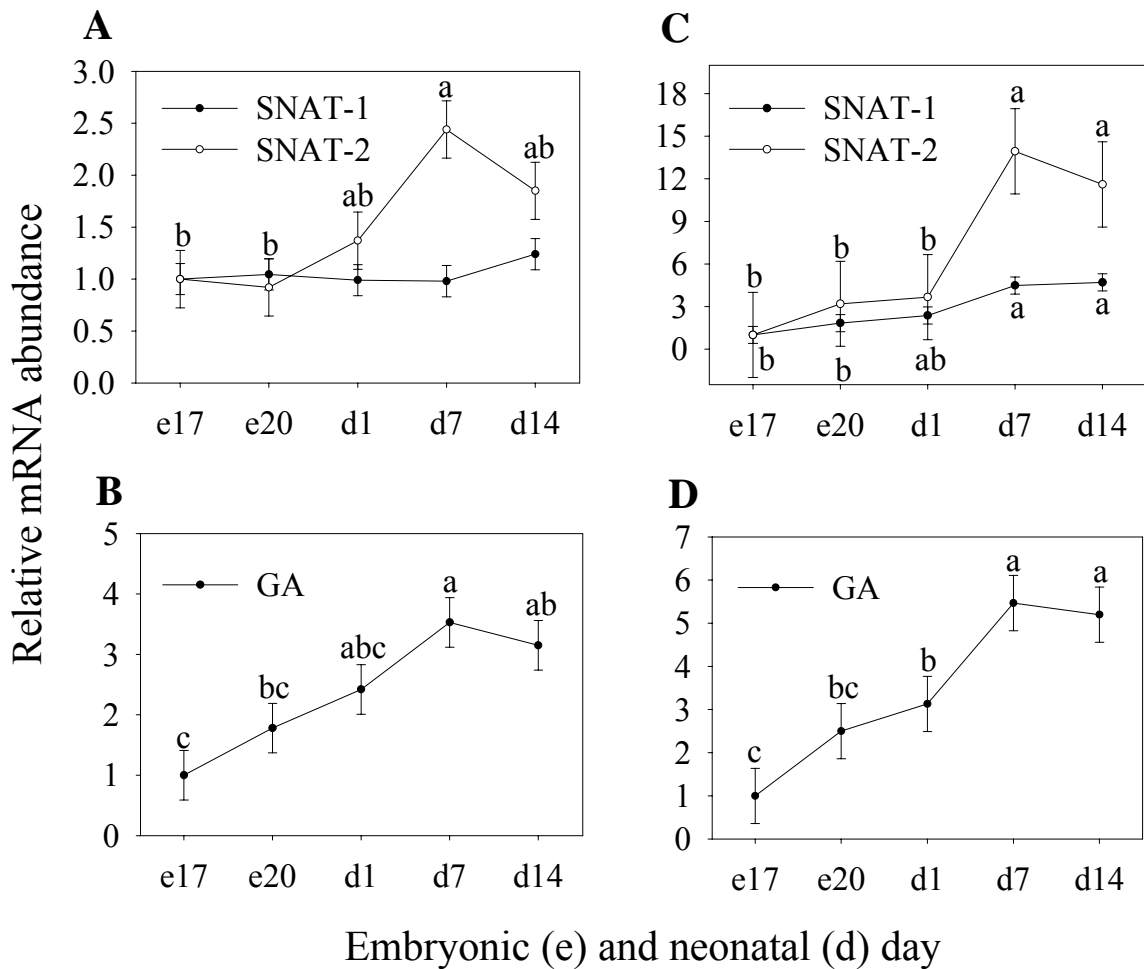 A
3.0
2.5
2.0
1.5
1.0
0.5
0.0
SNAT-1
SNAT-2
b
b
ab
a
ab
e17 e20 d1 d7 d14
C
18
15
12
9
6
3
0
SNAT-1
SNAT-2
b
b
b
a
a
b
b
ab
a
a
e17 e20 d1 d7 d14
Relative mRNA abundance
B
5
4
3
2
1
0
GA
c
bc
abc
a
ab
e17 e20 d1 d7 d14
D
7
6
5
4
3
2
1
0
GA
c
bc
b
a
a
e17 e20 d1 d7 d14
Embryonic (e) and neonatal (d) day